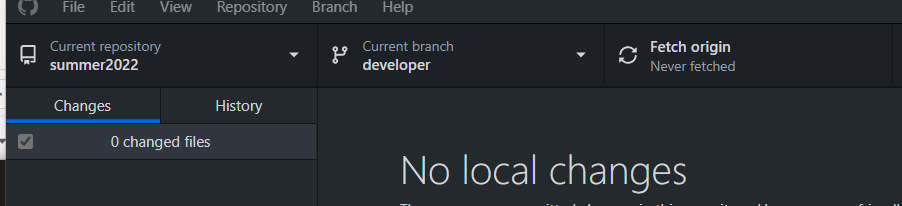 File Edit View Repository Branch Help
Current repository
summer2022
Current branch
developer
Fetch origin
Never fetched
Changes
History
0 changed files
No local changes